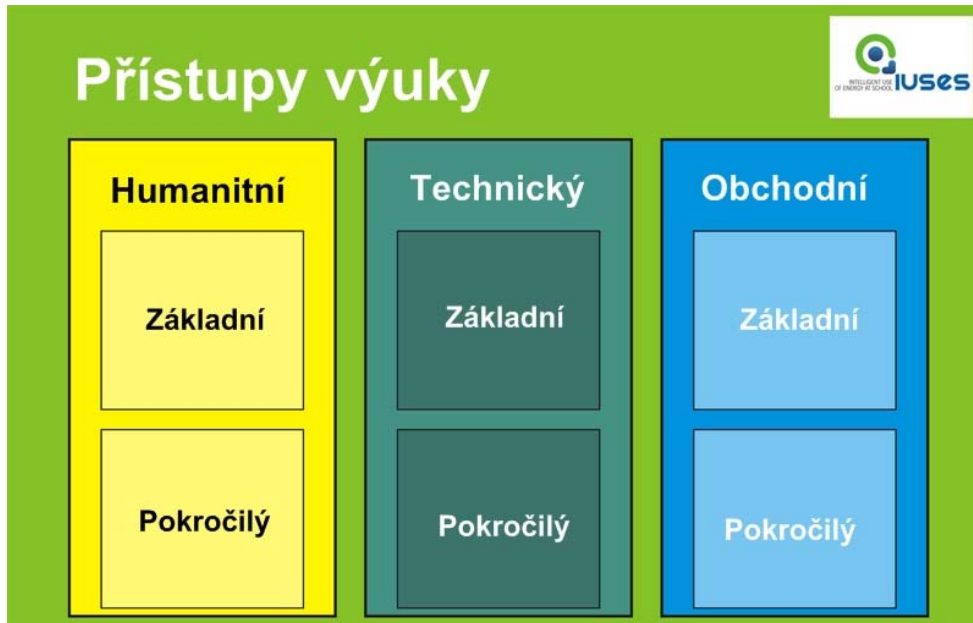 Přístupy výuky
INTELLIGENT USE
OF ENERGY AT SCHOOL
IUSES
Humanitní
Základní
Pokročilý
Technický
Základní
Pokročilý
Obchodní
Základní
Pokročilý